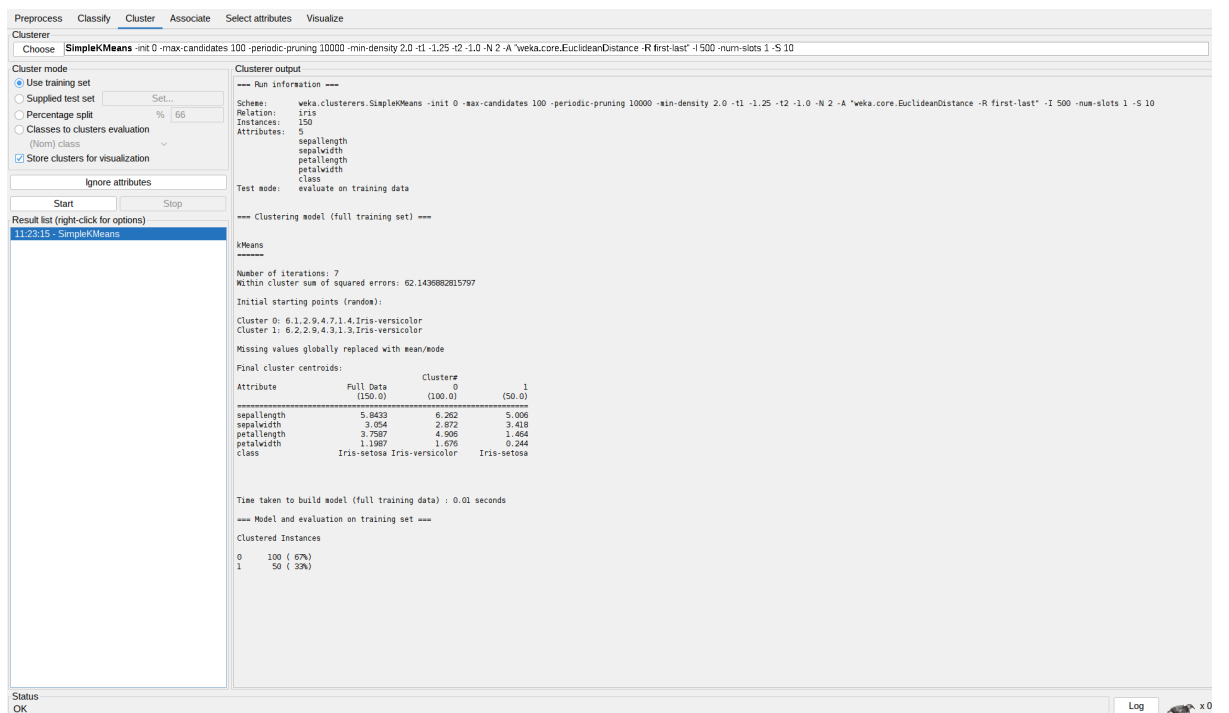 Preprocess Classify Cluster Associate Select attributes Visualize
Clusterer
Choose SimpleKMeans -init 0 -max-candidates 100 -periodic-pruning 10000 -min-density 2.0 -t1 -1.25 -t2 -1.0 -N 2 -A "weka.core.EuclideanDistance -R first-last" -I 500 -num-slots 1 -S 10
Cluster mode
Use training set
Supplied test set Set...
Percentage split % 66
Classes to clusters evaluation
(Nom) class
Store clusters for visualization
Ignore attributes
Start Stop
Result list (right-click for options)
11:23:15 - SimpleKMeans
Clusterer output
=== Run information ===
Scheme: weka.clusterers.SimpleKMeans -init 0 -max-candidates 100 -periodic-pruning 10000 -min-density 2.0 -t1 -1.25 -t2 -1.0 -N 2 -A "weka.core.EuclideanDistance -R first-last" -I 500 -num-slots 1 -S 10
Relation: iris
Instances: 150
Attributes: 5
sepallength
sepalwidth
petallength
petalwidth
class
Test mode: evaluate on training data
=== Clustering model (full training set) ===
kMeans
======
Number of iterations: 7
Within cluster sum of squared errors: 62.1436882815797
Initial starting points (random):
Cluster 0: 6.1,2.9,4.7,1.4,Iris-versicolor
Cluster 1: 6.2,2.9,4.3,1.3,Iris-versicolor
Missing values globally replaced with mean/mode
Final cluster centroids:
Cluster#
Attribute Full Data 0 1
(150.0) (100.0) (50.0)
==================================================================
sepallength 5.8433 6.262 5.006
sepalwidth 3.054 2.872 3.418
petallength 3.7587 4.906 1.464
petalwidth 1.1987 1.676 0.244
class Iris-setosa Iris-versicolor Iris-setosa
Time taken to build model (full training data) : 0.01 seconds
=== Model and evaluation on training set ===
Clustered Instances
0 100 ( 67%)
1 50 ( 33%)
Status
OK
Log x 0